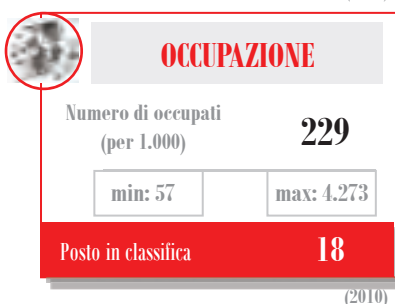 OCCUPAZIONE
Numero di occupati
(per 1.000)
229
min: 57
max: 4.273
Posto in classifica
18
(2010)